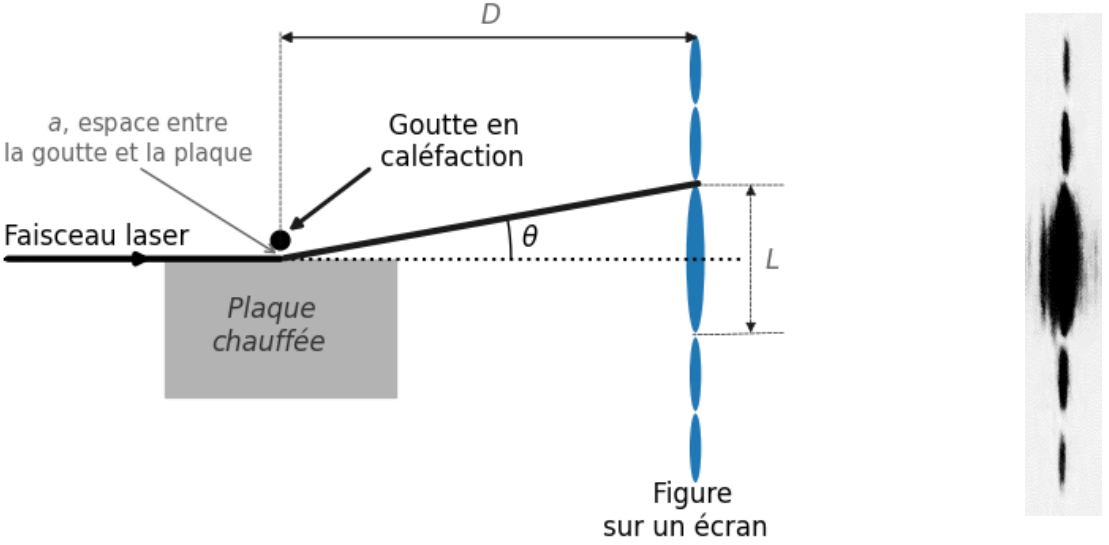 D
a, espace entre
la goutte et la plaque
Goutte en
caléfaction
Faisceau laser
θ
L
Plaque
chauffée
Figure
sur un écran